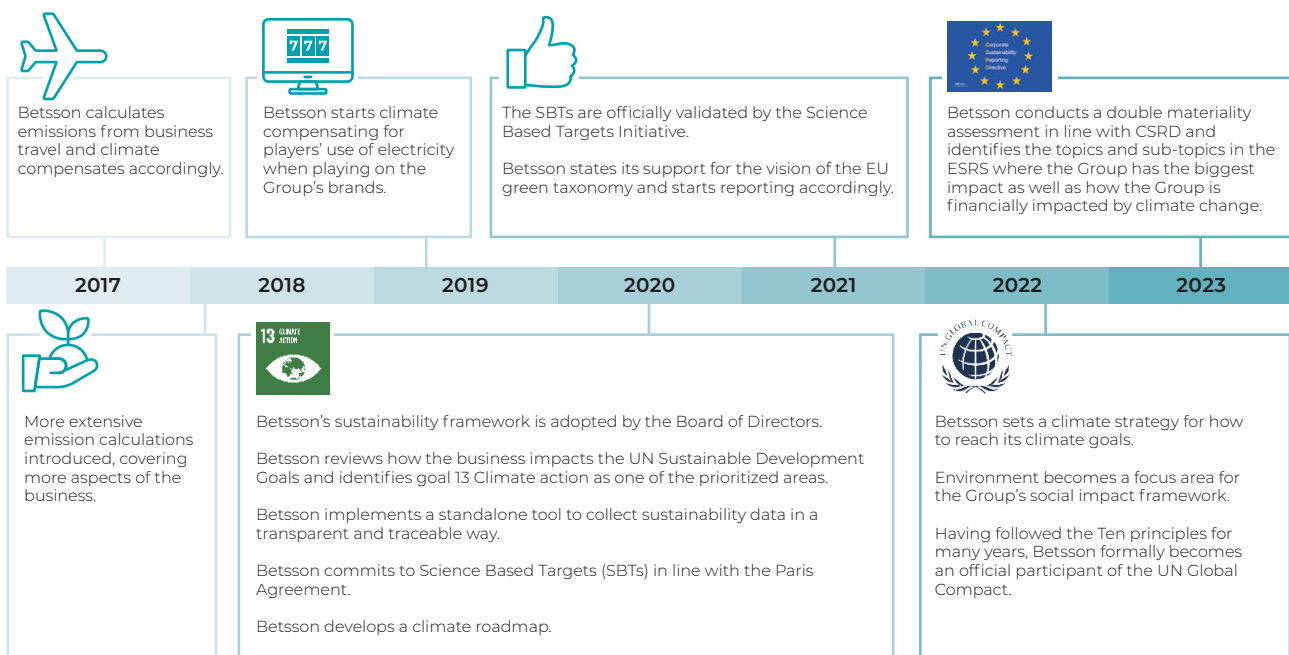 777
Corporate
Sustainability
Reporting
Directive
Betsson calculates
emissions from business
travel and climate
compensates accordingly.
Betsson starts climate
compensating for
players’ use of electricity
when playing on the
Group’s brands.
The SBTs are officially validated by the Science
Based Targets Initiative.
Betsson states its support for the vision of the EU
green taxonomy and starts reporting accordingly.
Betsson conducts a double materiality
assessment in line with CSRD and
identifies the topics and sub-topics in the
ESRS where the Group has the biggest
impact as well as how the Group is
financially impacted by climate change.
2017 2018 2019 2020 2021 2022 2023
More extensive
emission calculations
introduced, covering
more aspects of the
business.
13 CLIMATE
ACTION
Betsson’s sustainability framework is adopted by the Board of Directors.
Betsson reviews how the business impacts the UN Sustainable Development
Goals and identifies goal 13 Climate action as one of the prioritized areas.
Betsson implements a standalone tool to collect sustainability data in a
transparent and traceable way.
Betsson commits to Science Based Targets (SBTs) in line with the Paris
Agreement.
Betsson develops a climate roadmap.
UN GLOBAL COMPACT
Betsson sets a climate strategy for how
to reach its climate goals.
Environment becomes a focus area for
the Group’s social impact framework.
Having followed the Ten principles for
many years, Betsson formally becomes
an official participant of the UN Global
Compact.